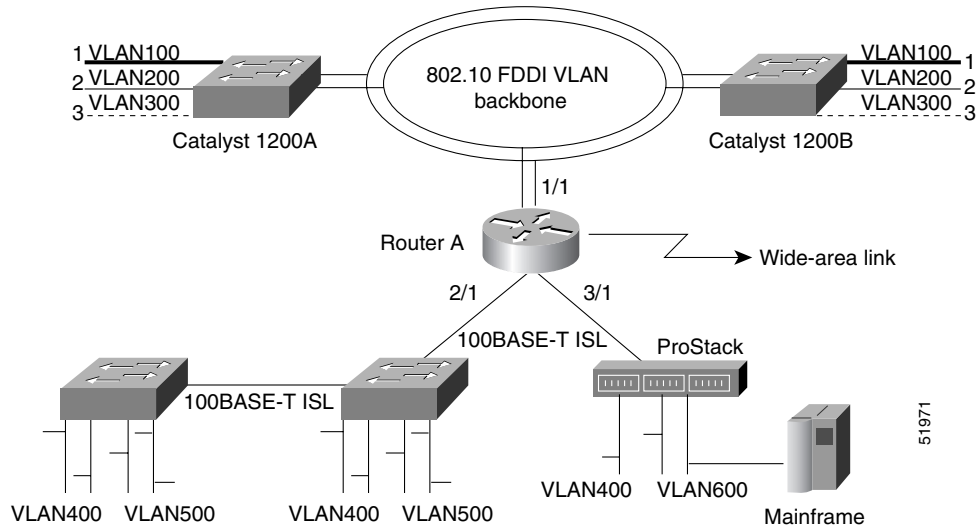 1 VLAN100
2 VLAN200
3 VLAN300
Catalyst 1200A
802.10 FDDI VLAN
backbone
VLAN100 1
VLAN200 2
VLAN300 3
Catalyst 1200B
1/1
Router A
Wide-area link
2/1
3/1
100BASE-T ISL
ProStack
100BASE-T ISL
VLAN400
VLAN500
VLAN400
VLAN500
VLAN400
VLAN600
Mainframe
51971